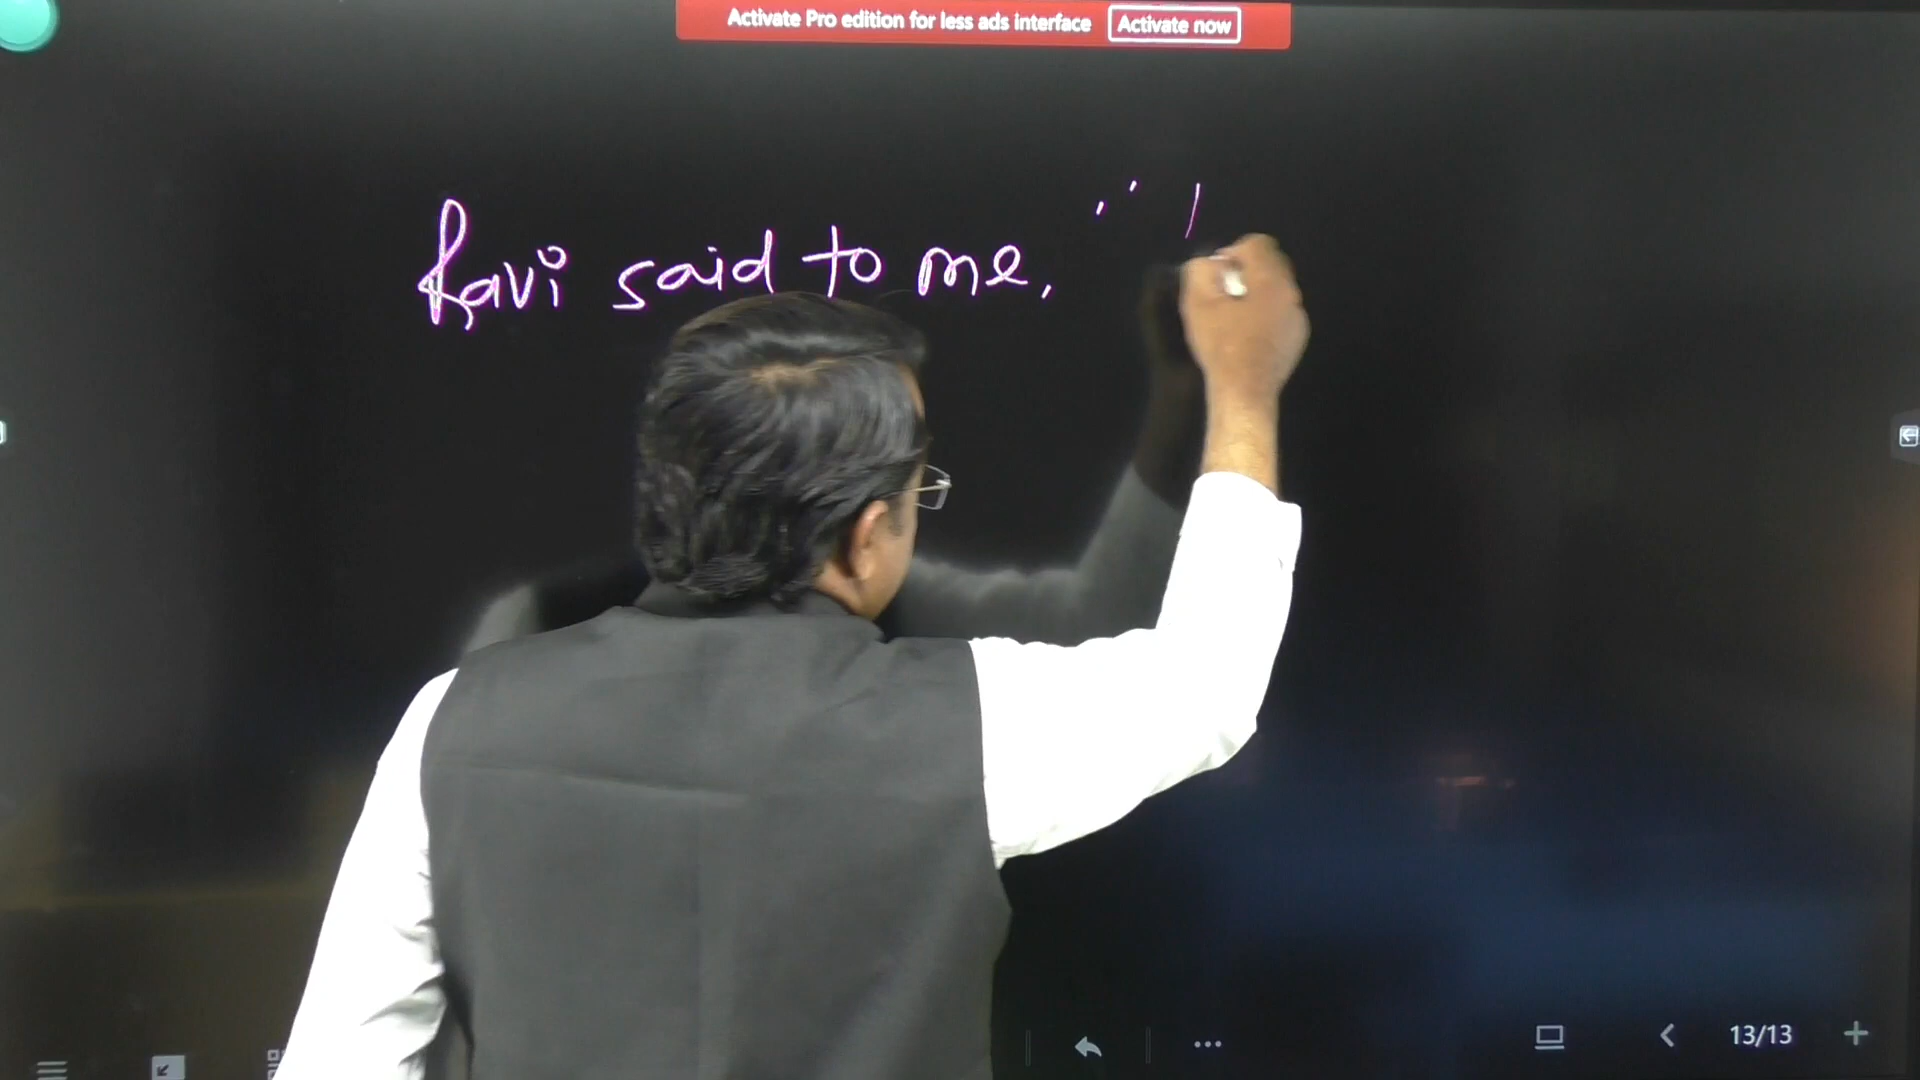 Activate Pro edition for less ads interface Activate now
Ravi said to me, "
13/13